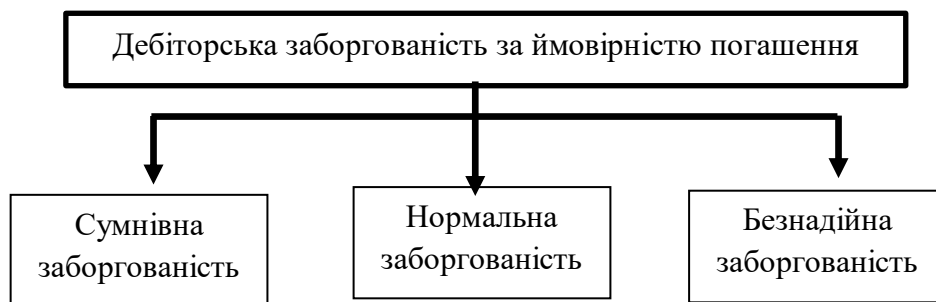 Дебіторська заборгованість за ймовірністю погашення
Сумнівна
заборгованість
Нормальна
заборгованість
Безнадійна
заборгованість